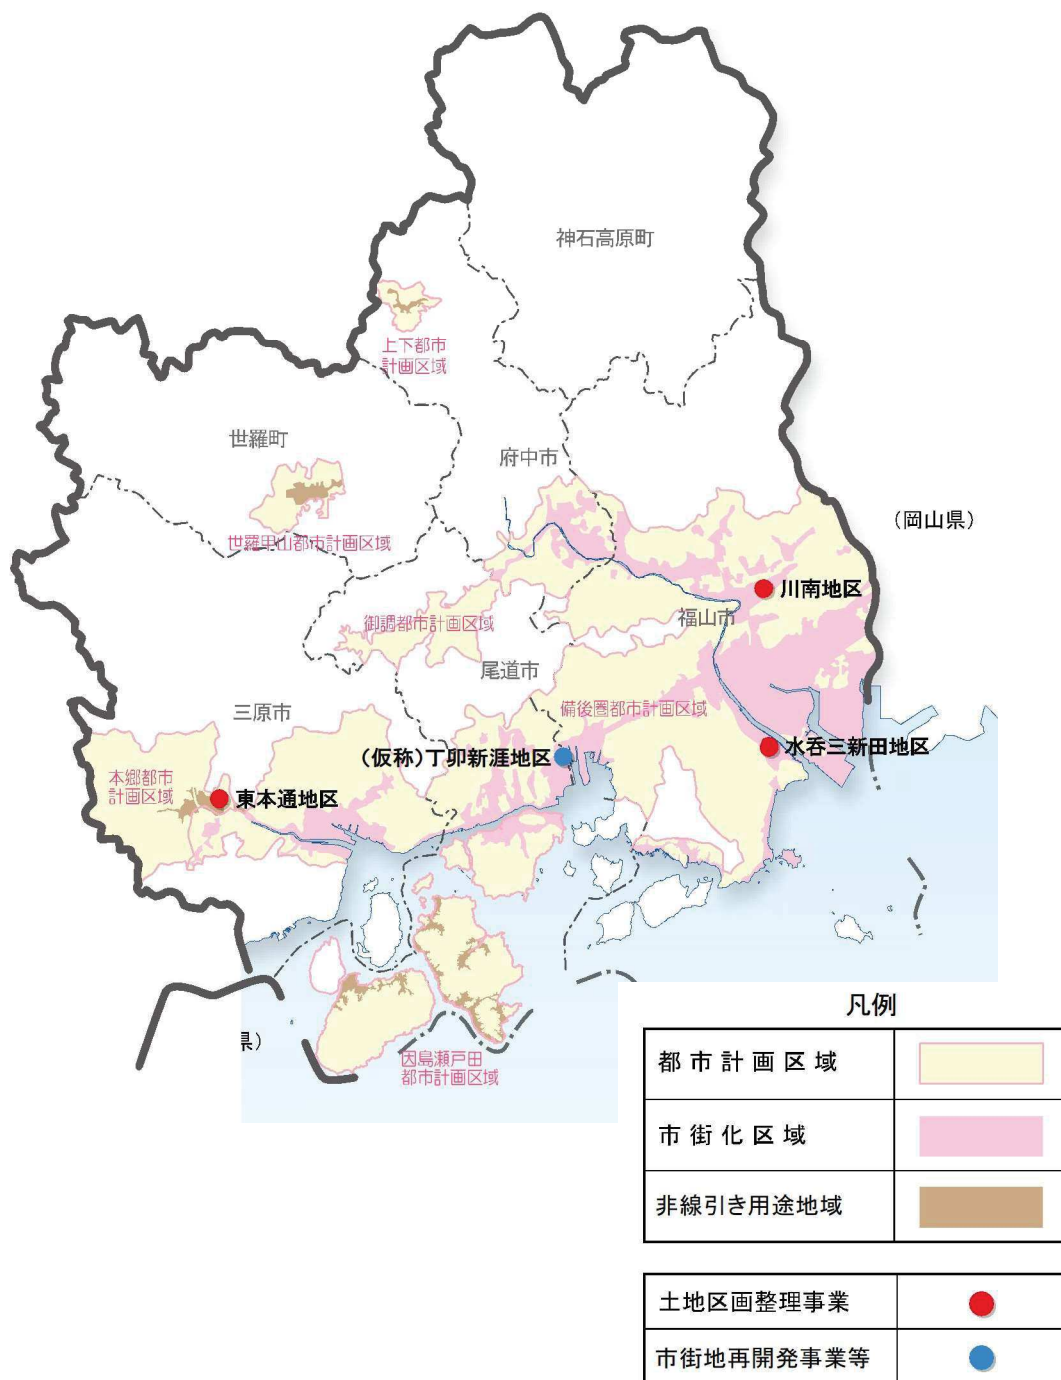 神石高原町
上下都市
計画区域
世羅町
府中市
世羅甲山都市計画区域
(岡山県)
川南地区
御調都市計画区域
福山市
尾道市
備後圏都市計画区域
三原市
水呑三新田地区
(仮称)丁卯新涯地区
本郷都市
計画区域
東本通地区
県)
因島瀬戸田
都市計画区域
凡例
都市計画区域
市街化区域
非線引き用途地域
土地区画整理事業
市街地再開発事業等